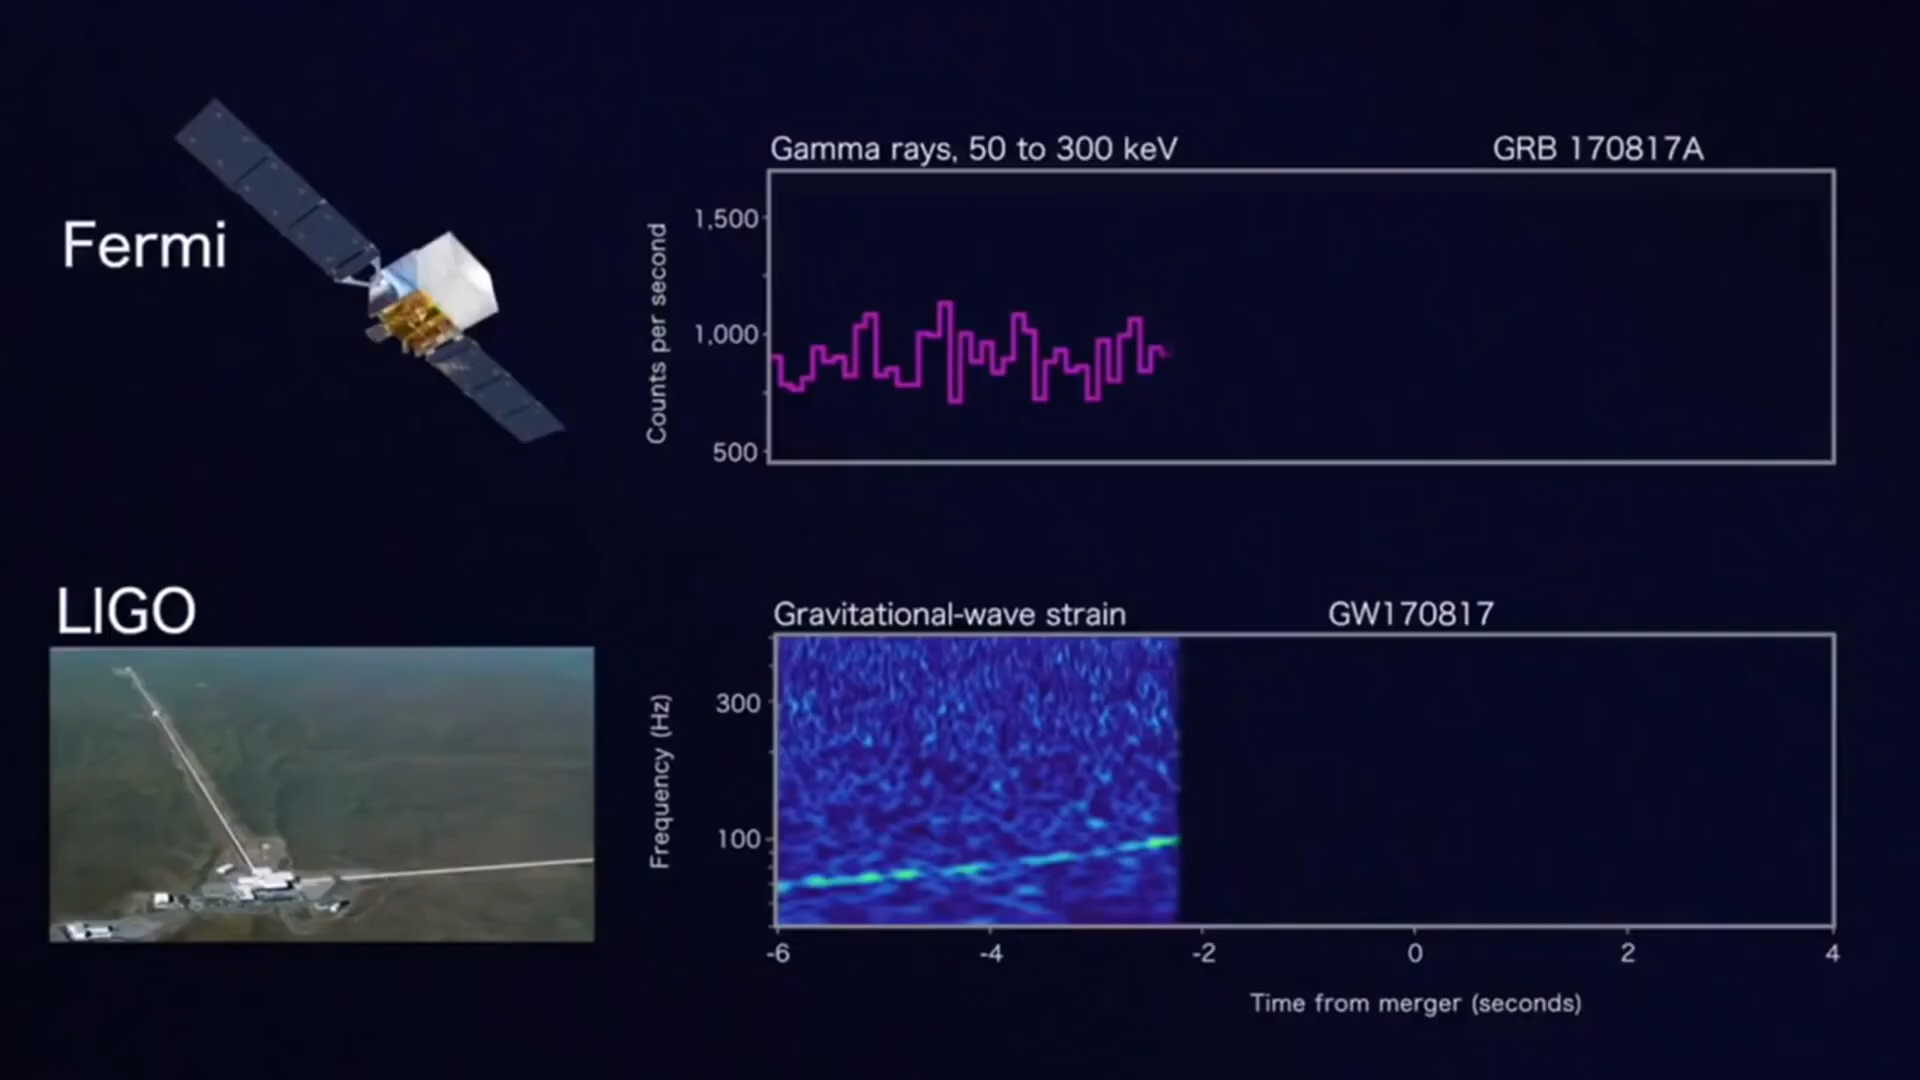 Fermi
Gamma rays, 50 to 300 keV
GRB 170817A
Counts per second
1,500
1,000
500
LIGO
Gravitational-wave strain
GW170817
Frequency (Hz)
300
100
-6 -4 -2 0 2 4
Time from merger (seconds)